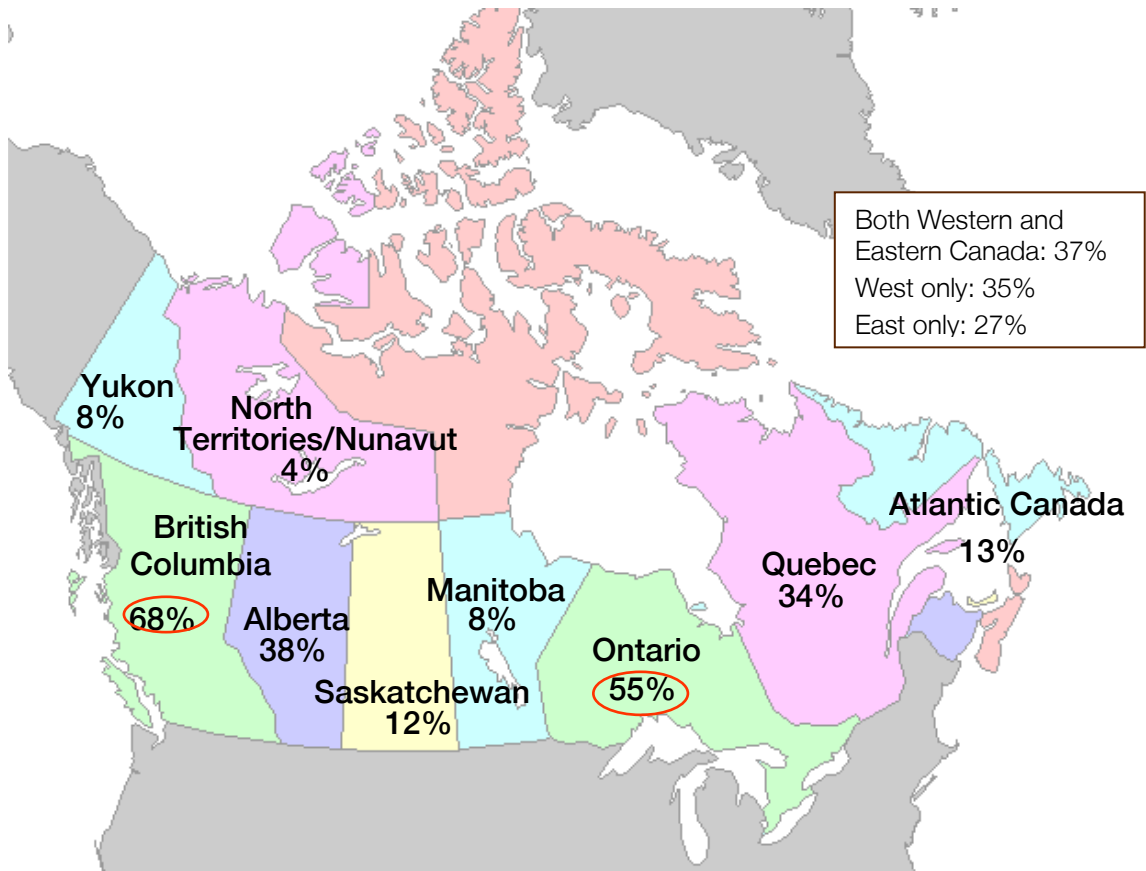 Both Western and
Eastern Canada: 37%
West only: 35%
East only: 27%
Yukon
8%
North
Territories/Nunavut
4%
British
Columbia
68%
Alberta
38%
Saskatchewan
12%
Manitoba
8%
Ontario
55%
Quebec
34%
Atlantic Canada
13%